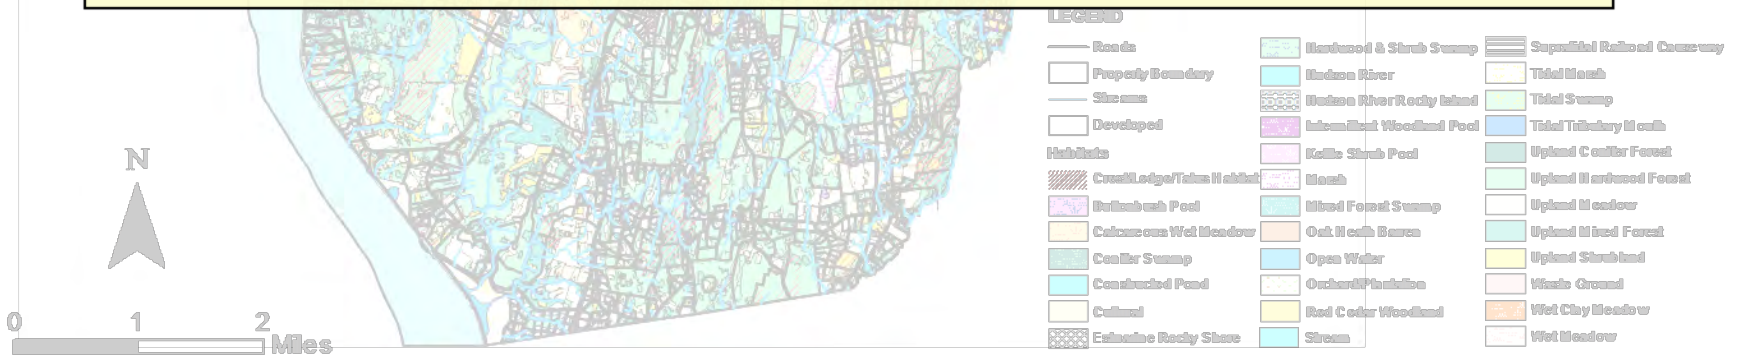 LEGEND
Roads
Property Boundary
Streams
Developed
Habitats
Crest/Ledge/Talus Habitat
Buttonbush Pool
Calcareous Wet Meadow
Conifer Swamp
Constructed Pond
Cultural
Estuarine Rocky Shore
Hardwood & Shrub Swamp
Hudson River
Hudson River Rocky Island
Intermittent Woodland Pool
Kettle Shrub Pool
Marsh
Mixed Forest Swamp
Oak Heath Barren
Open Water
Orchard/Plantation
Red Cedar Woodland
Stream
Supratidal Railroad Causeway
Tidal Marsh
Tidal Swamp
Tidal Tributary Mouth
Upland Conifer Forest
Upland Hardwood Forest
Upland Meadow
Upland Mixed Forest
Upland Shrubland
Waste Ground
Wet Clay Meadow
Wet Meadow
N
0 1 2
Miles